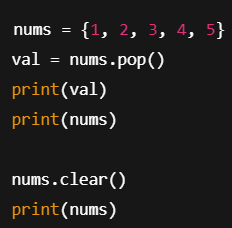 nums = {1, 2, 3, 4, 5}
val = nums.pop()
print(val)
print(nums)

nums.clear()
print(nums)